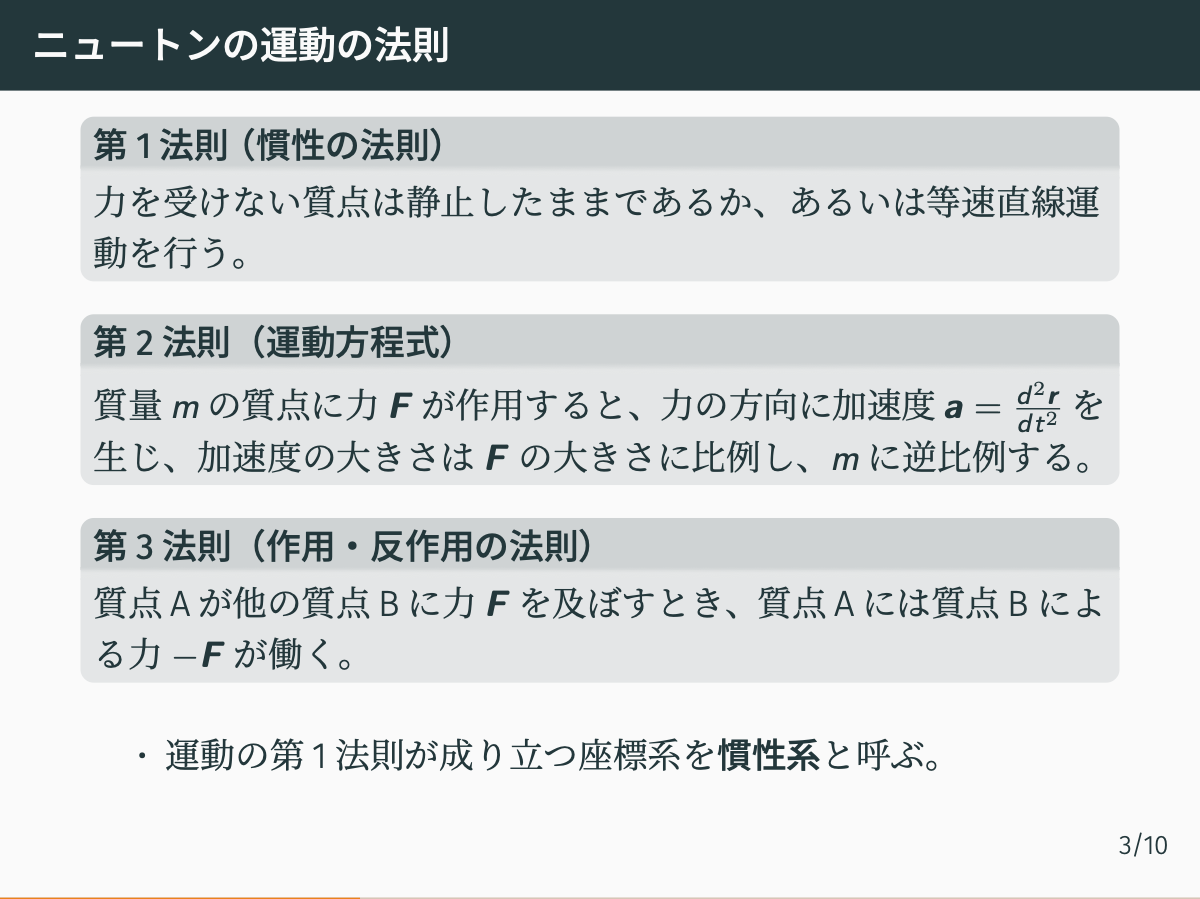 ニュートンの運動の法則
第 1 法則（慣性の法則）
力を受けない質点は静止したままであるか、あるいは等速直線運
動を行う。
第 2 法則（運動方程式）
質量 m の質点に力 F が作用すると、力の方向に加速度 a = d²r/dt² を
生じ、加速度の大きさは F の大きさに比例し、m に逆比例する。
第 3 法則（作用・反作用の法則）
質点 A が他の質点 B に力 F を及ぼすとき、質点 A には質点 B によ
る力 −F が働く。
・ 運動の第 1 法則が成り立つ座標系を慣性系と呼ぶ。
3/10